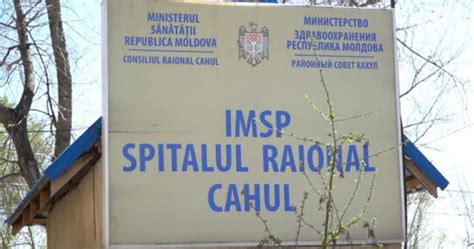 MINISTERUL
SĂNĂTĂȚII
REPUBLICA MOLDOVA
CONSILIUL RAIONAL CAHUL
МИНИСТЕРСТВО
ЗДРАВООХРАНЕНИЯ
РЕСПУБЛИКА МОЛДОВА
РАЙОННЫЙ СОВЕТ КАХУЛ
IMSP
SPITALUL RAIONAL
CAHUL